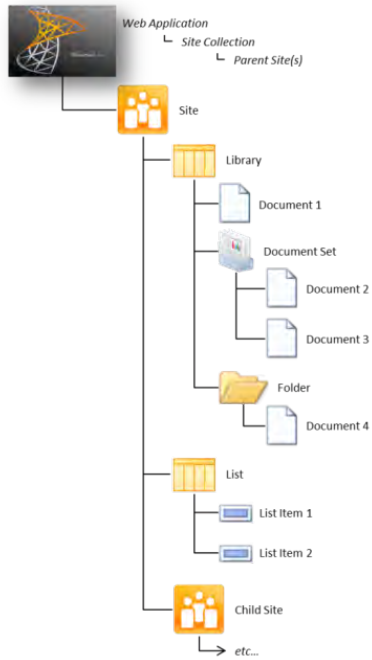 Web Application
Site Collection
Parent Site(s)
Site
Library
Document 1
Document Set
Document 2
Document 3
Folder
Document 4
List
List Item 1
List Item 2
Child Site
etc...